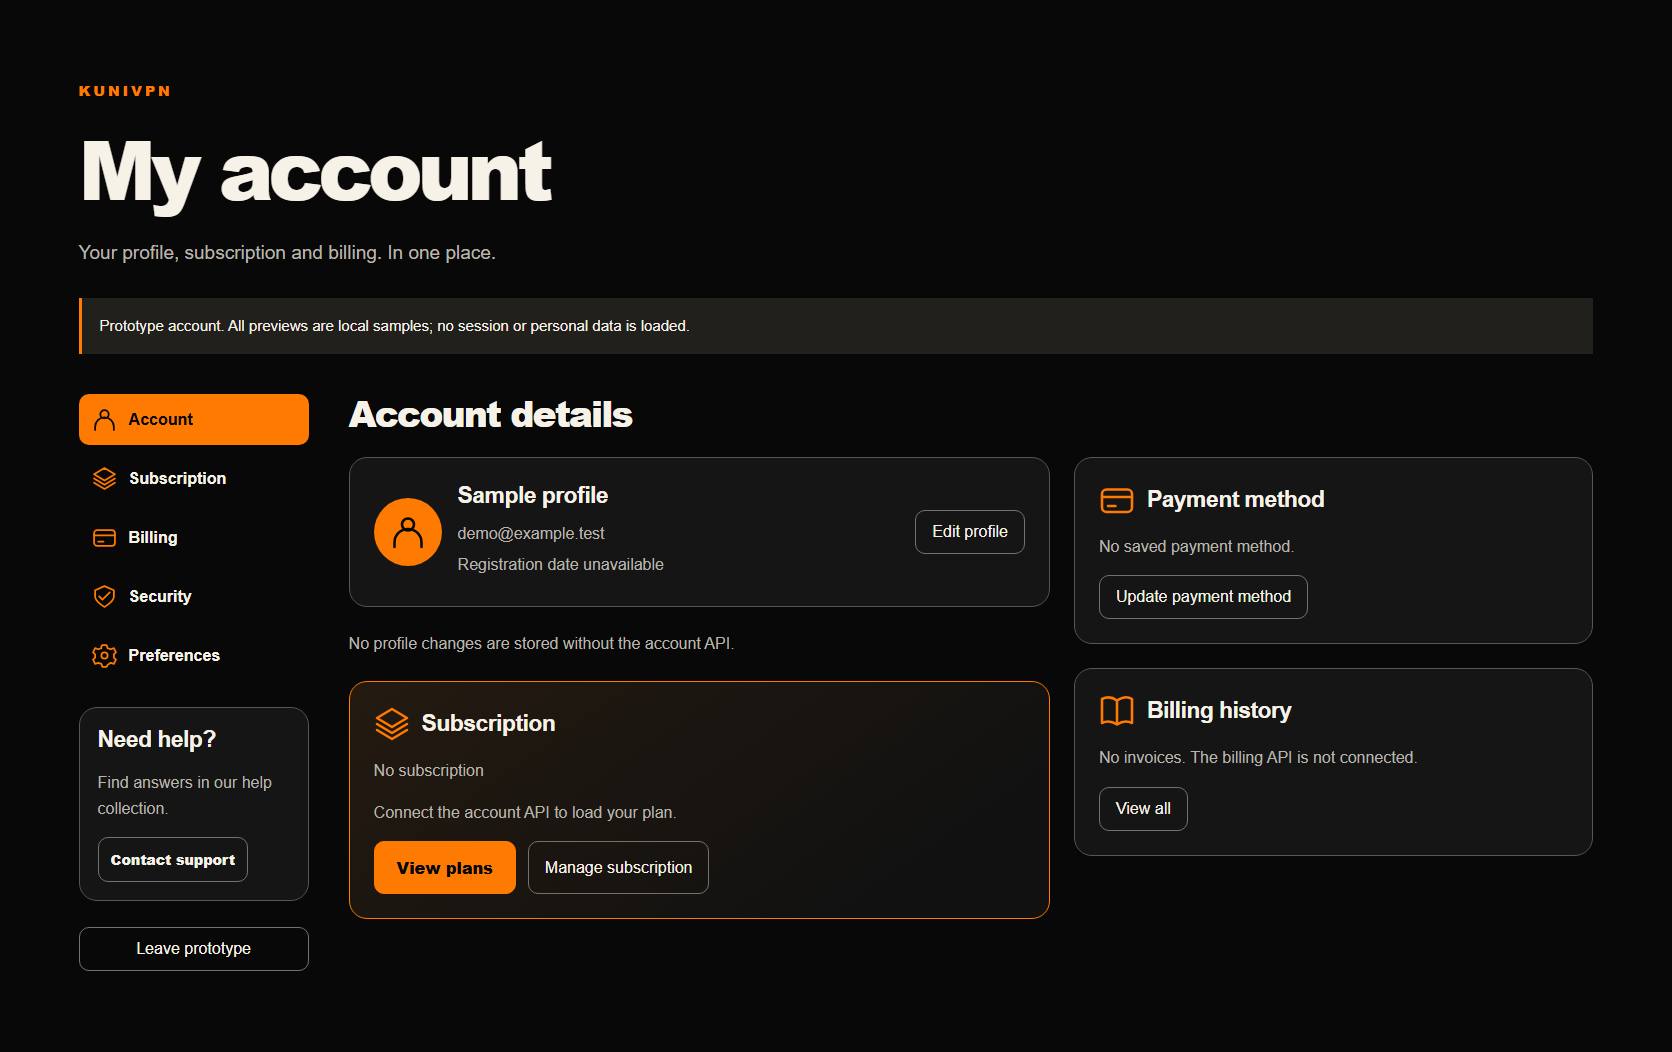 KUNIVPN
My account
Your profile, subscription and billing. In one place.
Prototype account. All previews are local samples; no session or personal data is loaded.
Account
Subscription
Billing
Security
Preferences
Need help?
Find answers in our help
collection.
Contact support
Leave prototype
Account details
Sample profile
demo@example.test
Registration date unavailable
Edit profile
No profile changes are stored without the account API.
Subscription
No subscription
Connect the account API to load your plan.
View plans
Manage subscription
Payment method
No saved payment method.
Update payment method
Billing history
No invoices. The billing API is not connected.
View all